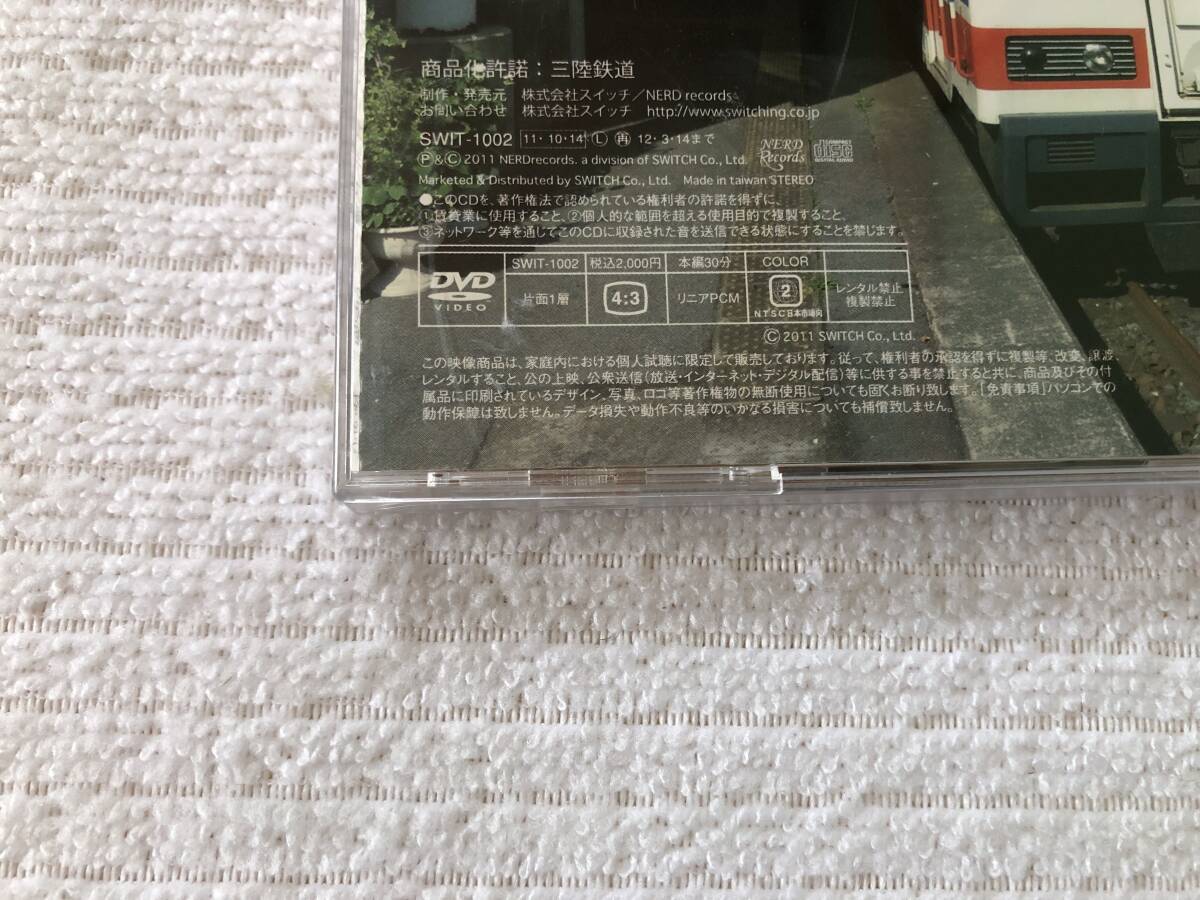 商品化許諾：三陸鉄道
制作・発売元　株式会社スイッチ／NERD records
お問い合わせ　株式会社スイッチ　http://www.switching.co.jp
SWIT-1002 11・10・14 Ⓛ ㊢ 12・3・14まで
Ⓟ&Ⓒ 2011 NERDrecords. a division of SWITCH Co., Ltd.
NERD Records
COMPACT disc DIGITAL AUDIO
Marketed & Distributed by SWITCH Co., Ltd. Made in taiwan STEREO
●このCDを、著作権法で認められている権利者の許諾を得ずに、
①賃貸業に使用すること、②個人的な範囲を超える使用目的で複製すること、
③ネットワーク等を通じてこのCDに収録された音を送信できる状態にすることを禁じます。
DVD VIDEO
SWIT-1002 税込2,000円 本編30分 COLOR
片面1層 4:3 リニアPCM 2 NTSC日本市場向 レンタル禁止 複製禁止
Ⓒ 2011 SWITCH Co., Ltd.
この映像商品は、家庭内における個人試聴に限定して販売しております。従って、権利者の承認を得ずに複製等、改変、譲渡、
レンタルすること、公の上映、公衆送信（放送・インターネット・デジタル配信）等に供する事を禁止すると共に、商品及びその付
属品に印刷されているデザイン、写真、ロゴ等著作権物の無断使用についても固くお断り致します。「免責事項」パソコンでの
動作保障は致しません。データ損失や動作不良等のいかなる損害についても補償致しません。